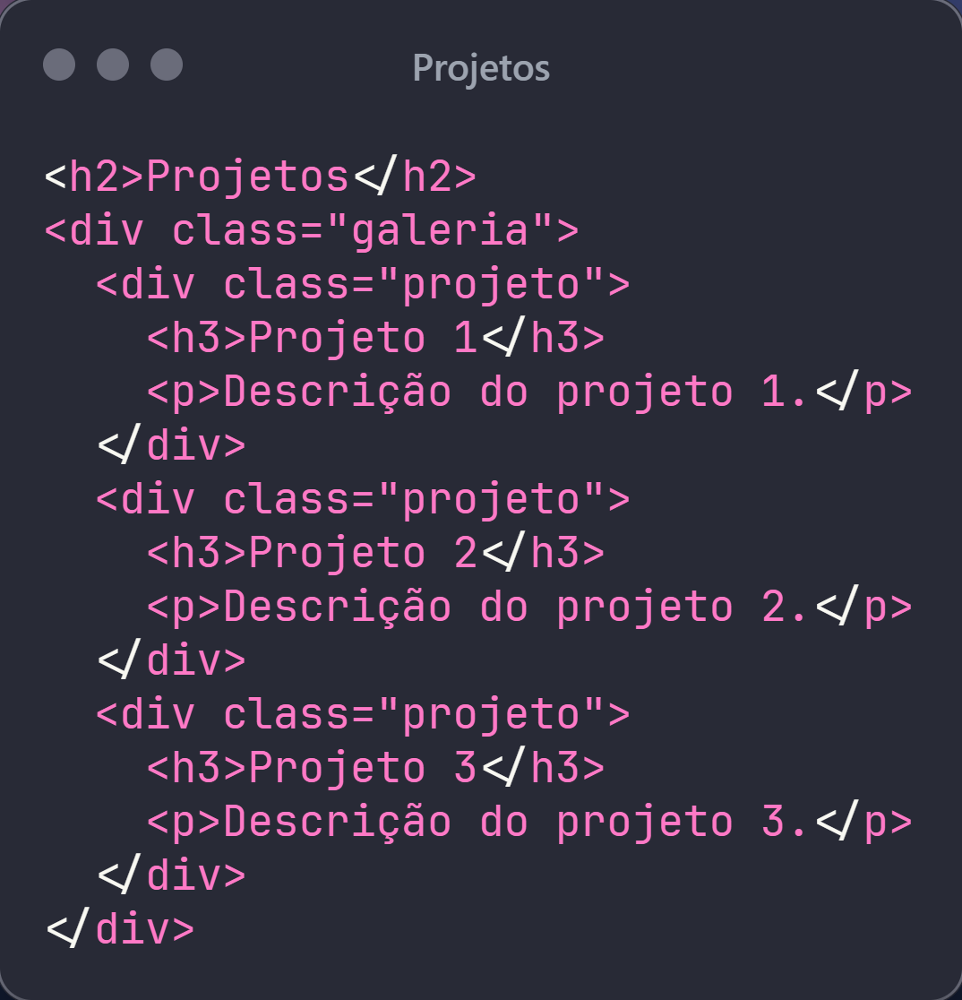 Projetos
<h2>Projetos</h2>
<div class="galeria">
  <div class="projeto">
    <h3>Projeto 1</h3>
    <p>Descrição do projeto 1.</p>
  </div>
  <div class="projeto">
    <h3>Projeto 2</h3>
    <p>Descrição do projeto 2.</p>
  </div>
  <div class="projeto">
    <h3>Projeto 3</h3>
    <p>Descrição do projeto 3.</p>
  </div>
</div>